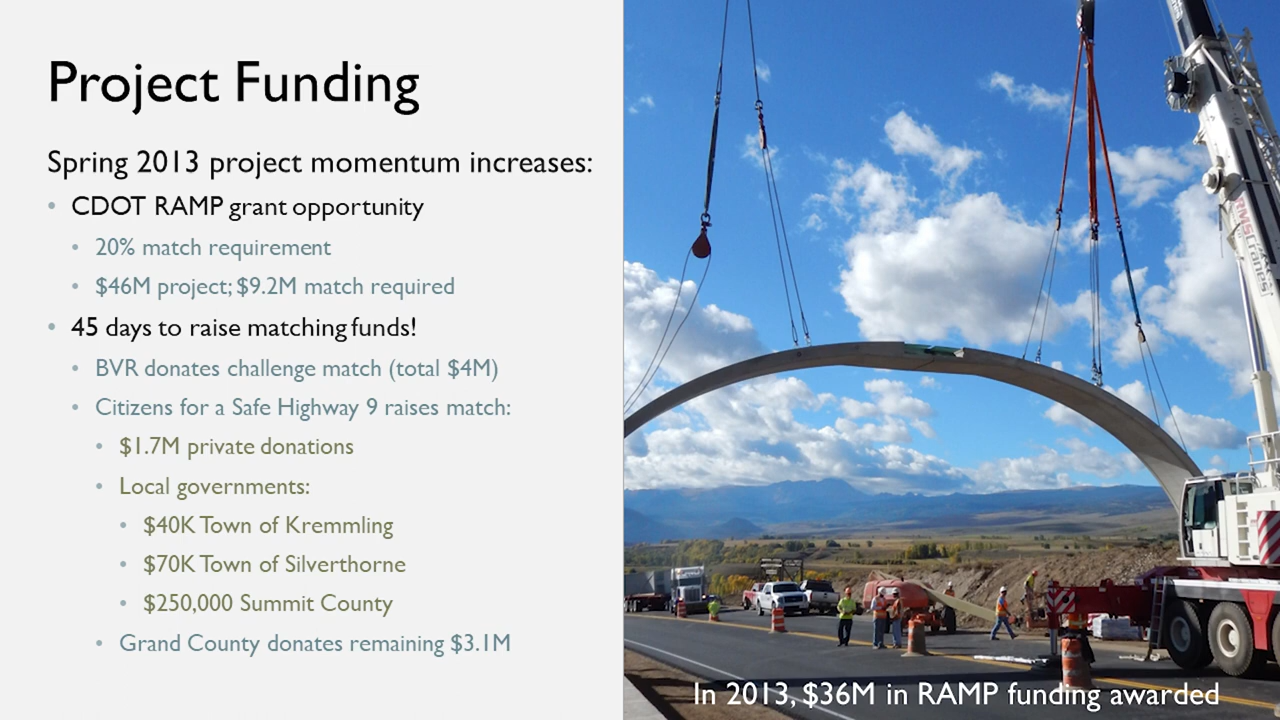 Project Funding
Spring 2013 project momentum increases:
• CDOT RAMP grant opportunity
• 20% match requirement
• $46M project; $9.2M match required
• 45 days to raise matching funds!
• BVR donates challenge match (total $4M)
• Citizens for a Safe Highway 9 raises match:
• $1.7M private donations
• Local governments:
• $40K Town of Kremmling
• $70K Town of Silverthorne
• $250,000 Summit County
• Grand County donates remaining $3.1M
RMS Cranes
In 2013, $36M in RAMP funding awarded